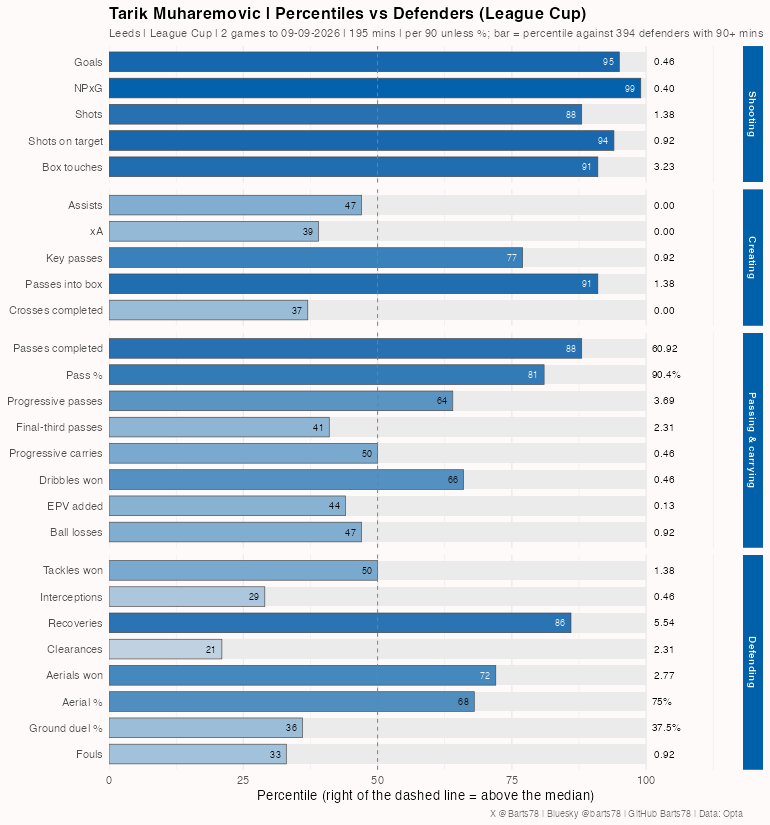 Tarik Muharemovic | Percentiles vs Defenders (League Cup)
Leeds | League Cup | 2 games to 09-09-2026 | 195 mins | per 90 unless %; bar = percentile against 394 defenders with 90+ mins
Goals 95 0.46
NPxG 99 0.40
Shots 88 1.38
Shots on target 94 0.92
Box touches 91 3.23
Shooting
Assists 47 0.00
xA 39 0.00
Key passes 77 0.92
Passes into box 91 1.38
Crosses completed 37 0.00
Creating
Passes completed 88 60.92
Pass % 81 90.4%
Progressive passes 64 3.69
Final-third passes 41 2.31
Progressive carries 50 0.46
Dribbles won 66 0.46
EPV added 44 0.13
Ball losses 47 0.92
Passing & carrying
Tackles won 50 1.38
Interceptions 29 0.46
Recoveries 86 5.54
Clearances 21 2.31
Aerials won 72 2.77
Aerial % 68 75%
Ground duel % 36 37.5%
Fouls 33 0.92
Defending
0 25 50 75 100
Percentile (right of the dashed line = above the median)
X @Barts78 | Bluesky @barts78 | GitHub Barts78 | Data: Opta